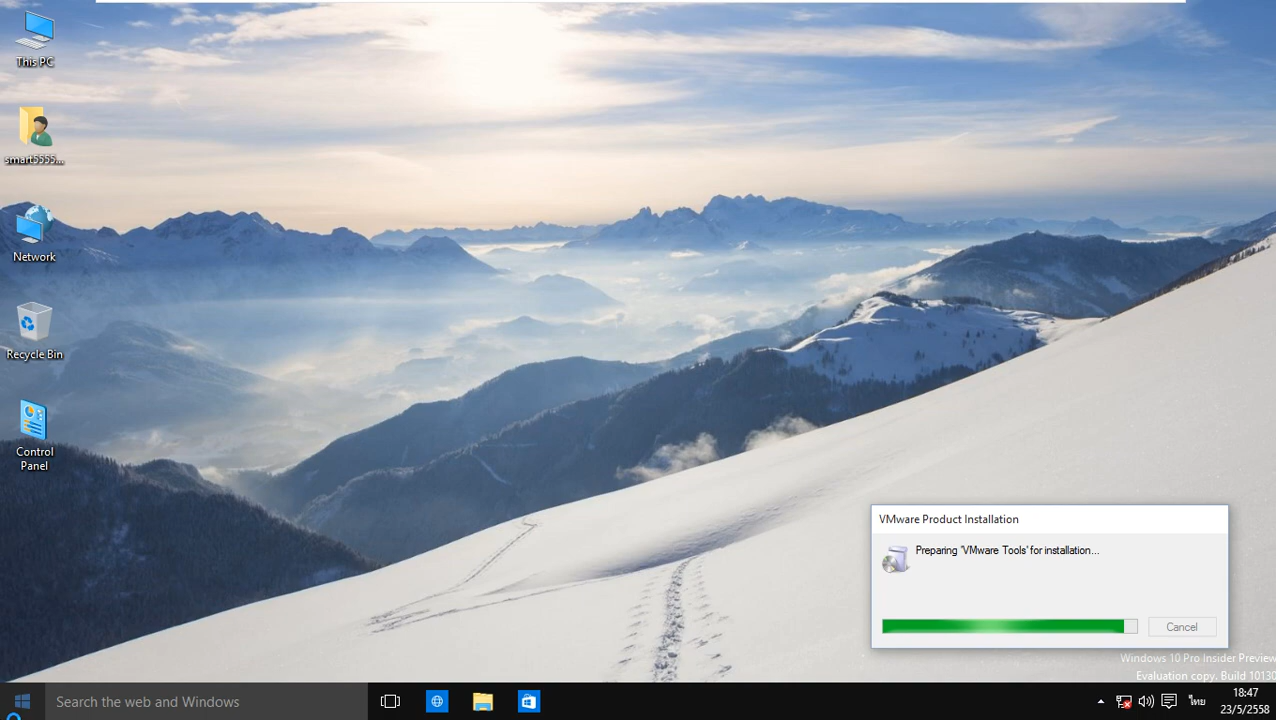 This PC
smart5555...
Network
Recycle Bin
Control
Panel
VMware Product Installation
Preparing 'VMware Tools' for installation...
Cancel
Windows 10 Pro Insider Preview
Evaluation copy. Build 10130
Search the web and Windows
ไทย
18:47
23/5/2558